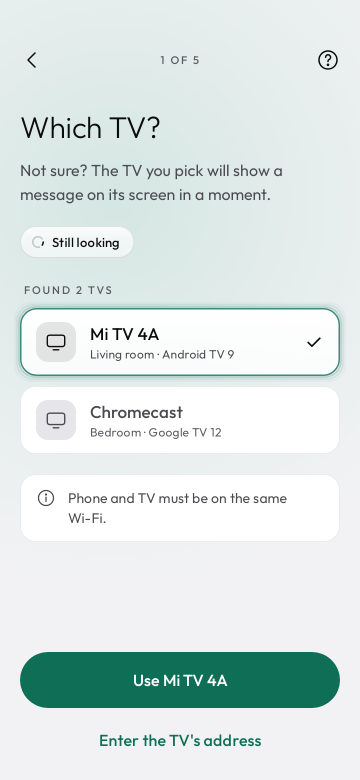 1 OF 5
Which TV?
Not sure? The TV you pick will show a
message on its screen in a moment.
Still looking
FOUND 2 TVS
Mi TV 4A
Living room · Android TV 9
Chromecast
Bedroom · Google TV 12
Phone and TV must be on the same
Wi-Fi.
Use Mi TV 4A
Enter the TV's address